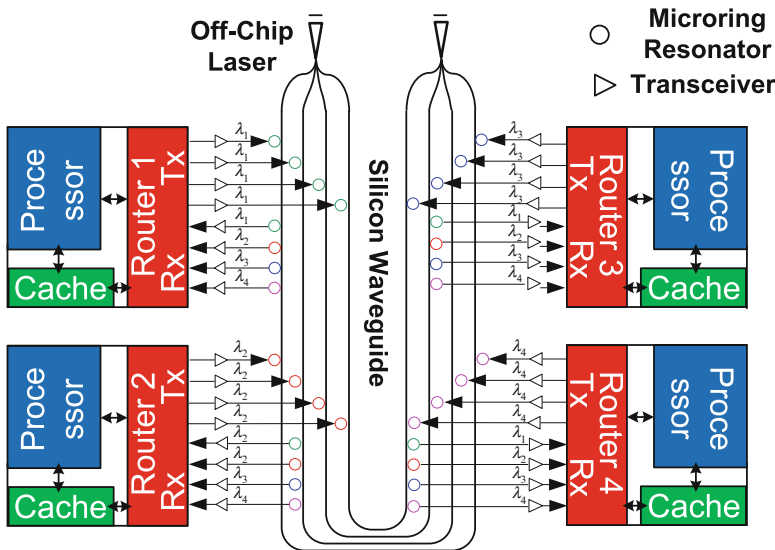 Off-Chip
Laser
Microring
Resonator
Transceiver
Silicon Waveguide
Proce
ssor
Cache
Router 1
Tx
Rx
λ1
λ1
λ1
λ1
λ1
λ2
λ3
λ4
Proce
ssor
Cache
Router 3
Tx
Rx
λ3
λ3
λ3
λ3
λ1
λ2
λ3
λ4
Proce
ssor
Cache
Router 2
Tx
Rx
λ2
λ2
λ2
λ2
λ2
λ2
λ3
λ4
Proce
ssor
Cache
Router 4
Tx
Rx
λ4
λ4
λ4
λ4
λ1
λ2
λ3
λ4